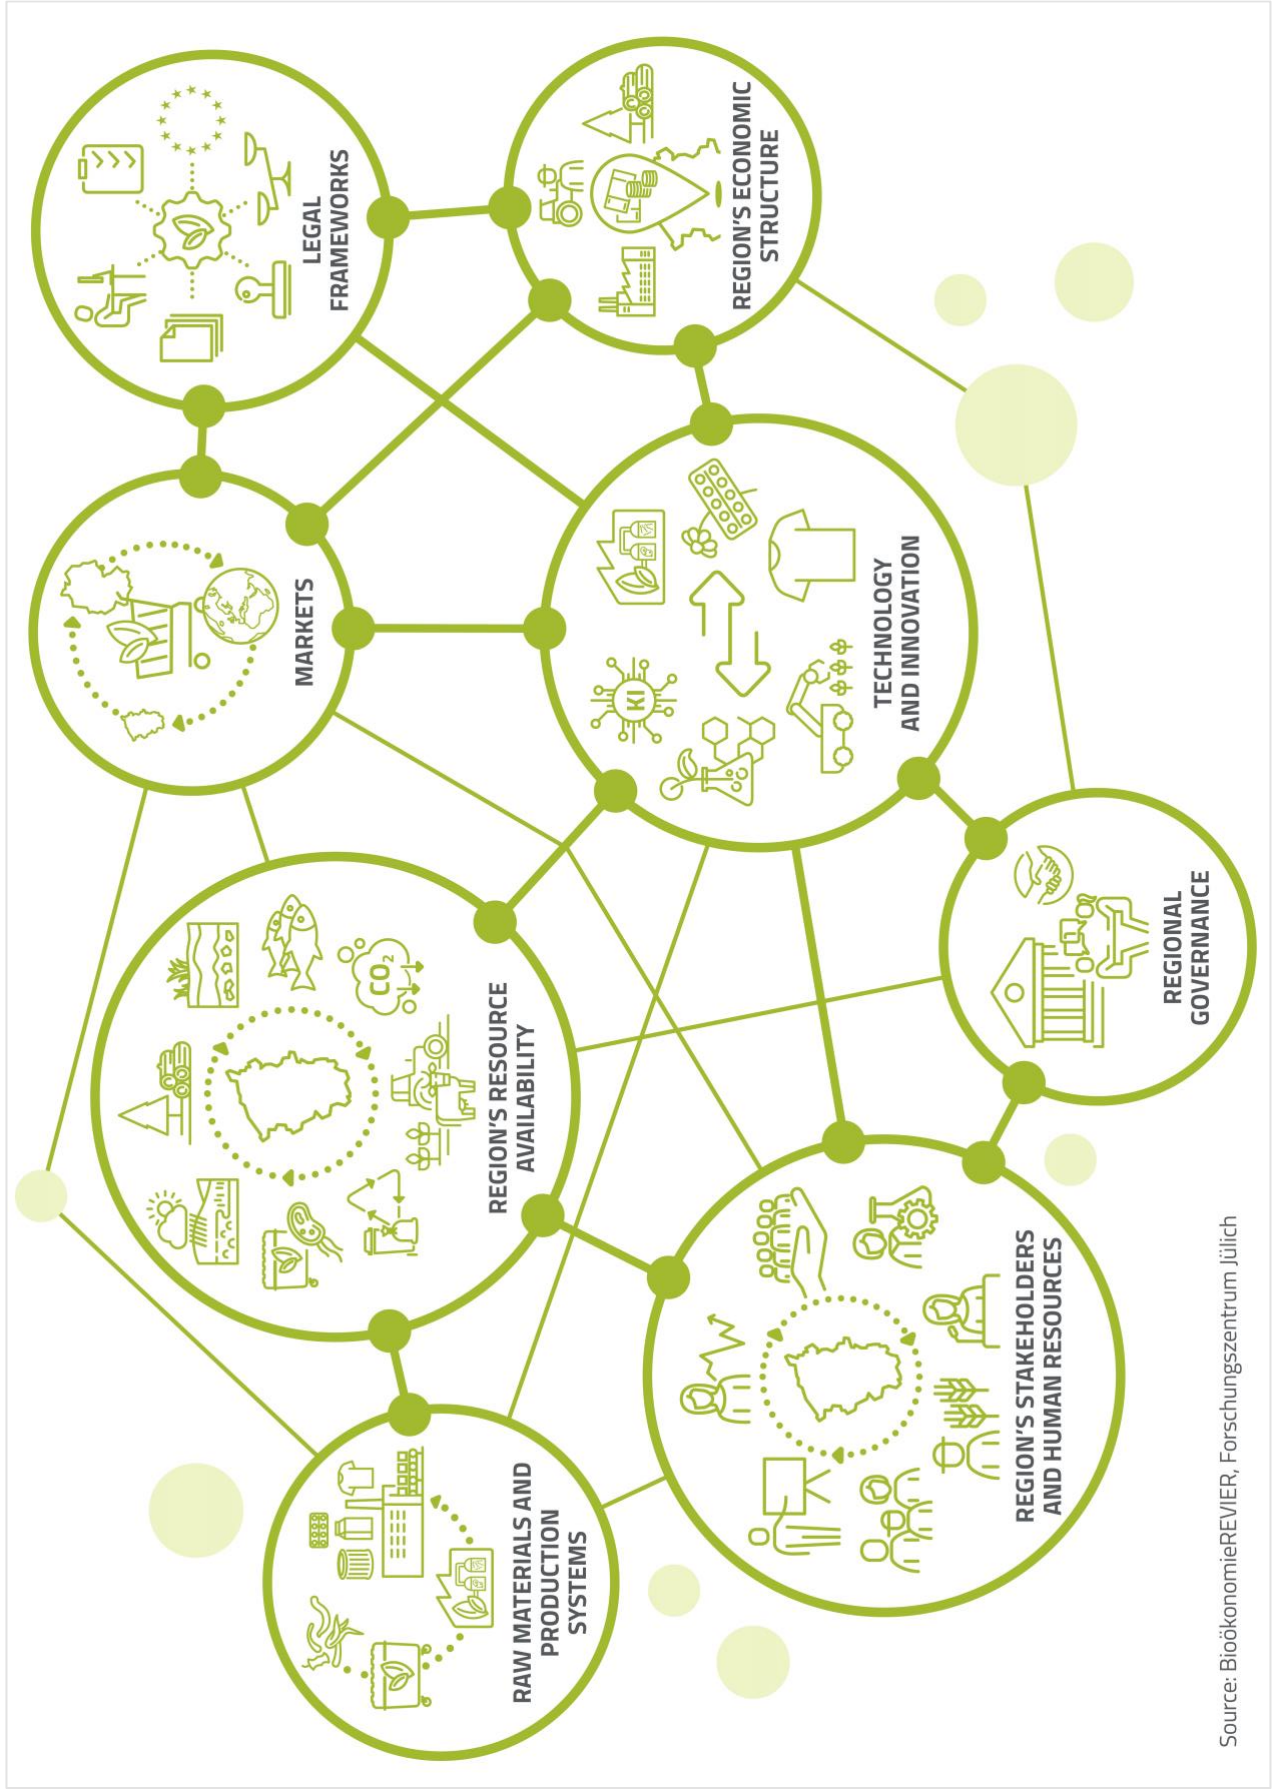 RAW MATERIALS AND
PRODUCTION
SYSTEMS
REGION'S RESOURCE
AVAILABILITY
CO₂
MARKETS
LEGAL
FRAMEWORKS
REGION'S STAKEHOLDERS
AND HUMAN RESOURCES
REGIONAL
GOVERNANCE
KI
TECHNOLOGY
AND INNOVATION
REGION'S ECONOMIC
STRUCTURE
Source: BioökonomieREVIER, Forschungszentrum Jülich